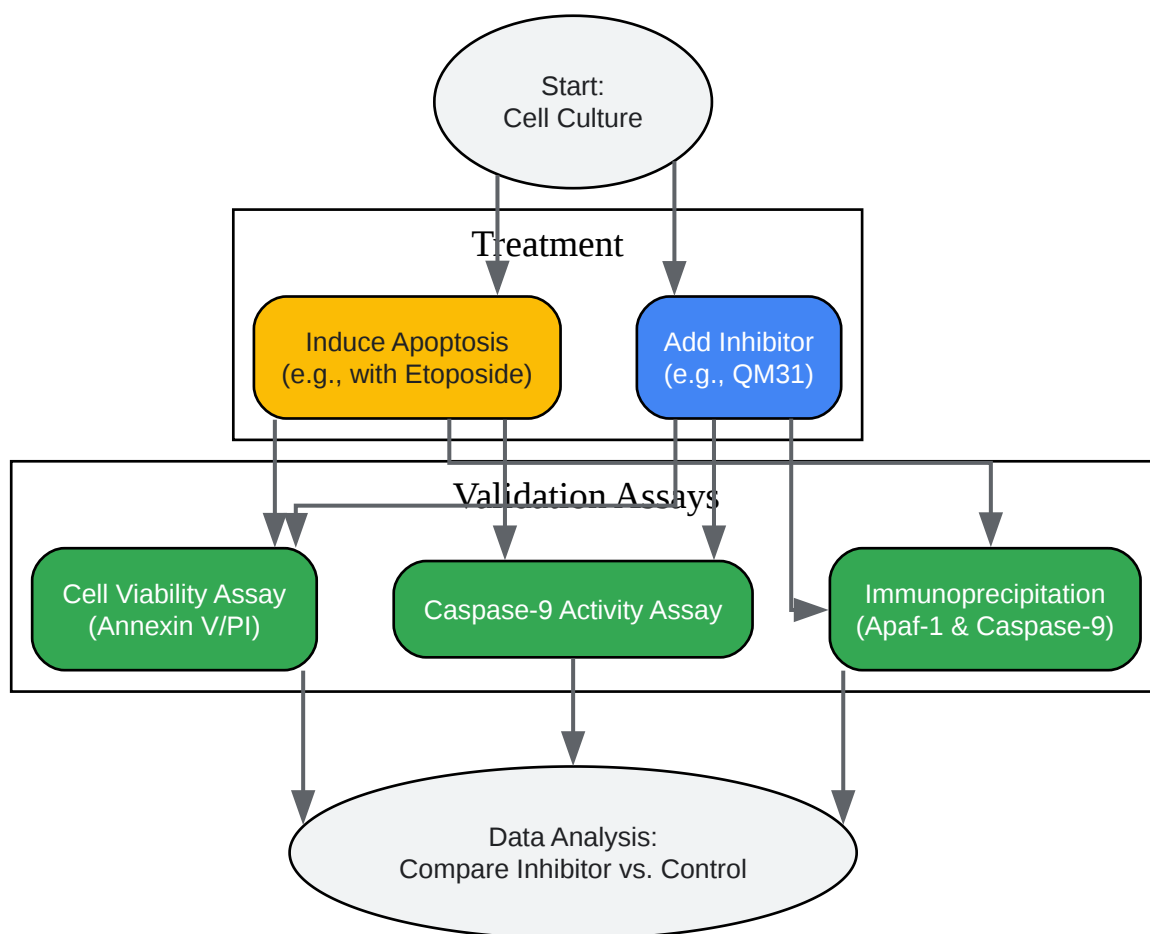 Start:
Cell Culture
Treatment
Induce Apoptosis
(e.g., with Etoposide)
Add Inhibitor
(e.g., QM31)
Validation Assays
Cell Viability Assay
(Annexin V/PI)
Caspase-9 Activity Assay
Immunoprecipitation
(Apaf-1 & Caspase-9)
Data Analysis:
Compare Inhibitor vs. Control